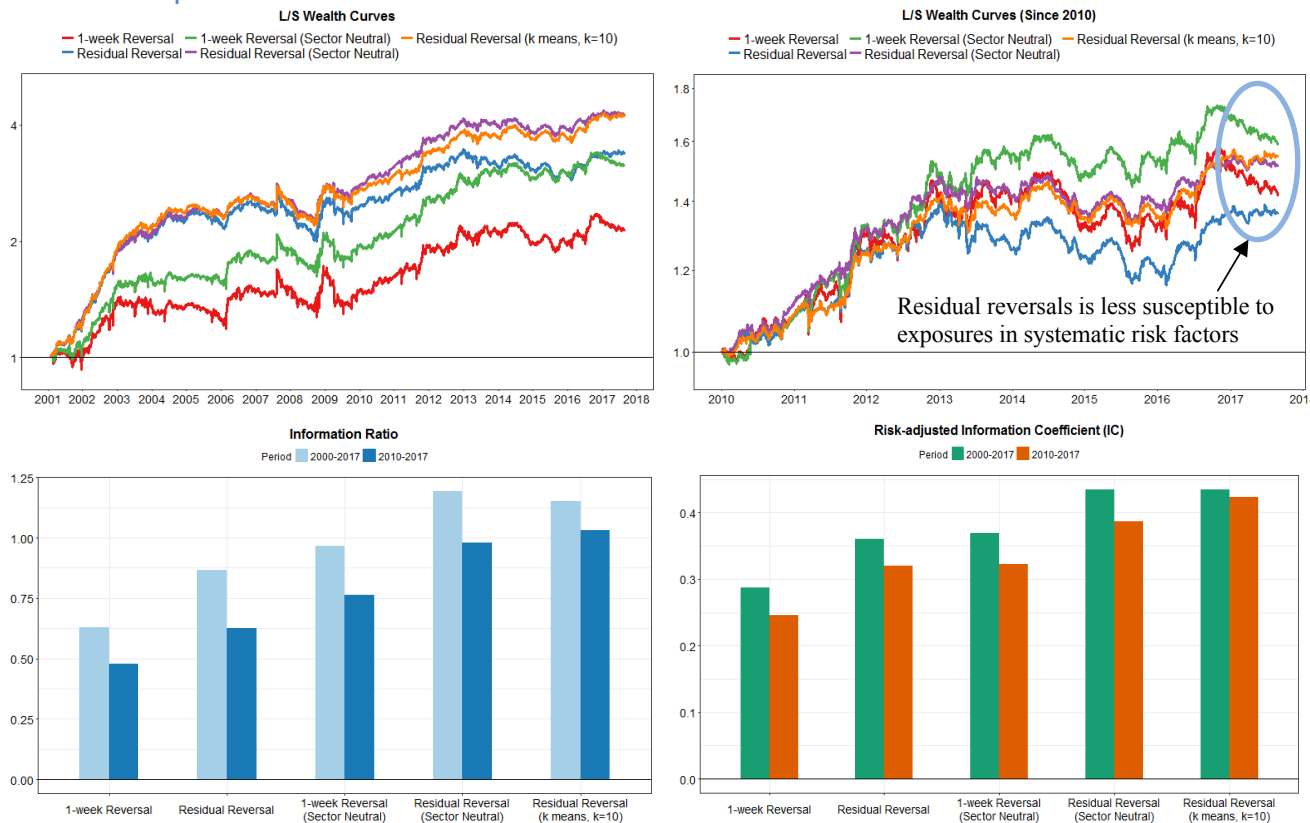 L/S Wealth Curves
1-week Reversal 1-week Reversal (Sector Neutral) Residual Reversal (k means, k=10)
Residual Reversal Residual Reversal (Sector Neutral)
4
2
1
2001 2002 2003 2004 2005 2006 2007 2008 2009 2010 2011 2012 2013 2014 2015 2016 2017 2018
L/S Wealth Curves (Since 2010)
1-week Reversal 1-week Reversal (Sector Neutral) Residual Reversal (k means, k=10)
Residual Reversal Residual Reversal (Sector Neutral)
1.8
1.6
1.4
1.2
1.0
Residual reversals is less susceptible to
exposures in systematic risk factors
2010 2011 2012 2013 2014 2015 2016 2017 201
Information Ratio
Period 2000-2017 2010-2017
1.25
1.00
0.75
0.50
0.25
0.00
1-week Reversal Residual Reversal 1-week Reversal Residual Reversal Residual Reversal
(Sector Neutral) (Sector Neutral) (k means, k=10)
Risk-adjusted Information Coefficient (IC)
Period 2000-2017 2010-2017
0.4
0.3
0.2
0.1
0.0
1-week Reversal Residual Reversal 1-week Reversal Residual Reversal Residual Reversal
(Sector Neutral) (Sector Neutral) (k means, k=10)